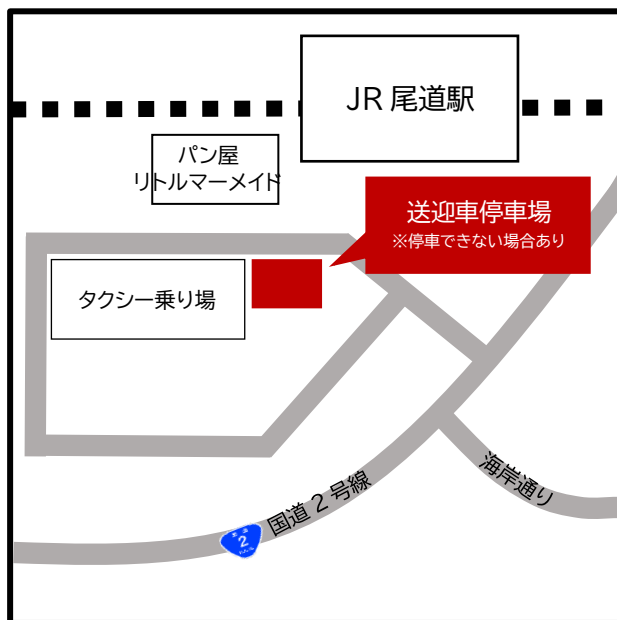 JR 尾道駅
パン屋
リトルマーメイド
送迎車停車場
※停車できない場合あり
タクシー乗り場
海岸通り
国道2号線
2